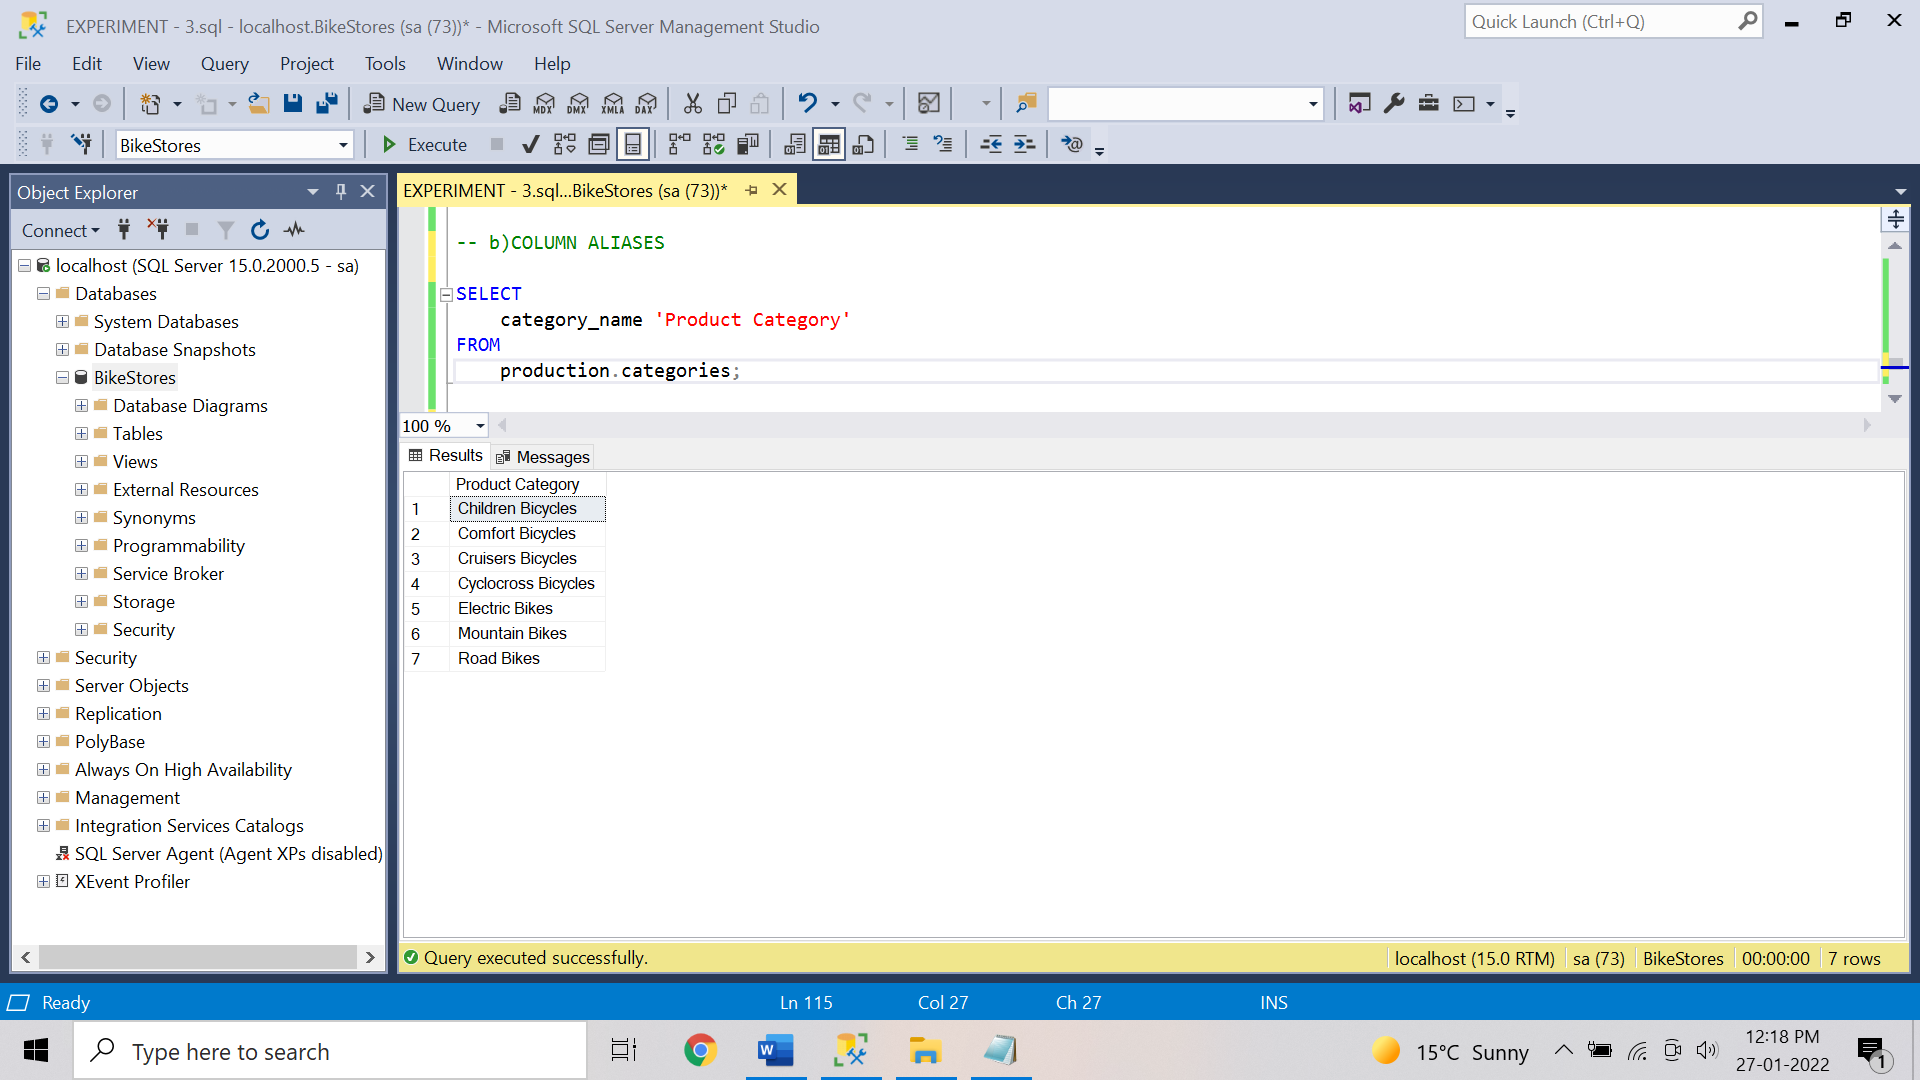 EXPERIMENT - 3.sql - localhost.BikeStores (sa (73))* - Microsoft SQL Server Management Studio
Quick Launch (Ctrl+Q)
File Edit View Query Project Tools Window Help
New Query MDX DMX XMLA DAX
BikeStores Execute
Object Explorer
Connect
localhost (SQL Server 15.0.2000.5 - sa)
Databases
System Databases
Database Snapshots
BikeStores
Database Diagrams
Tables
Views
External Resources
Synonyms
Programmability
Service Broker
Storage
Security
Security
Server Objects
Replication
PolyBase
Always On High Availability
Management
Integration Services Catalogs
SQL Server Agent (Agent XPs disabled)
XEvent Profiler
EXPERIMENT - 3.sql...BikeStores (sa (73))*
-- b)COLUMN ALIASES
SELECT
category_name 'Product Category'
FROM
production.categories;
100 %
Results Messages
Product Category
1 Children Bicycles
2 Comfort Bicycles
3 Cruisers Bicycles
4 Cyclocross Bicycles
5 Electric Bikes
6 Mountain Bikes
7 Road Bikes
Query executed successfully. localhost (15.0 RTM) sa (73) BikeStores 00:00:00 7 rows
Ready Ln 115 Col 27 Ch 27 INS
Type here to search
15°C Sunny
12:18 PM
27-01-2022
1